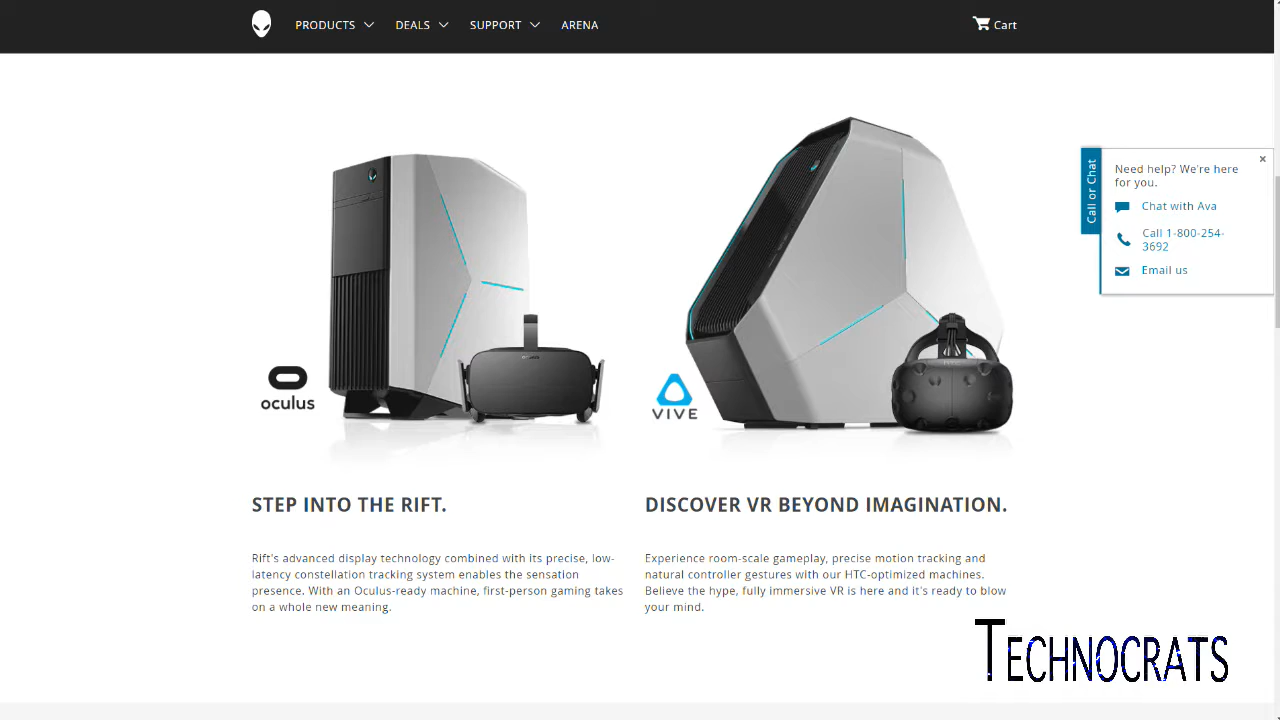 PRODUCTS DEALS SUPPORT ARENA Cart
Call or Chat
Need help? We're here
for you.
Chat with Ava
Call 1-800-254-
3692
Email us
oculus
VIVE
STEP INTO THE RIFT.
Rift's advanced display technology combined with its precise, low-
latency constellation tracking system enables the sensation
presence. With an Oculus-ready machine, first-person gaming takes
on a whole new meaning.
DISCOVER VR BEYOND IMAGINATION.
Experience room-scale gameplay, precise motion tracking and
natural controller gestures with our HTC-optimized machines.
Believe the hype, fully immersive VR is here and it's ready to blow
your mind.
TECHNOCRATS